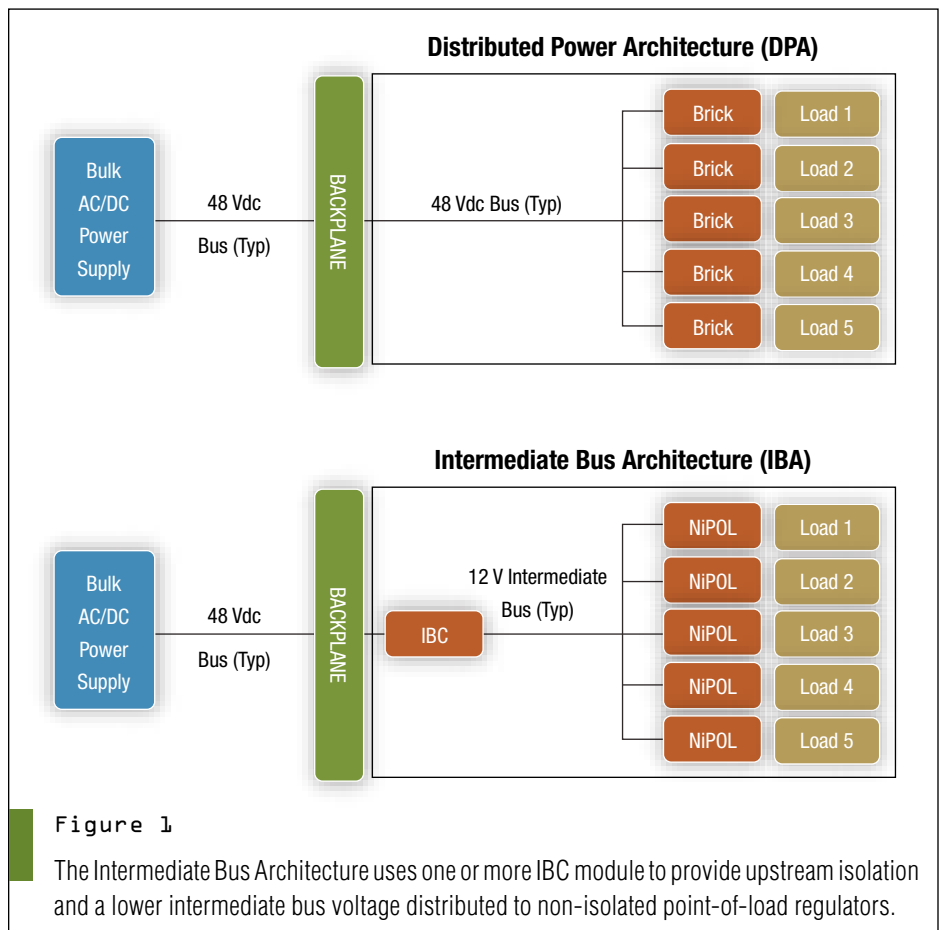 Distributed Power Architecture (DPA)
Bulk
AC/DC
Power
Supply
48 Vdc
Bus (Typ)
BACKPLANE
48 Vdc Bus (Typ)
Brick
Load 1
Brick
Load 2
Brick
Load 3
Brick
Load 4
Brick
Load 5
Intermediate Bus Architecture (IBA)
Bulk
AC/DC
Power
Supply
48 Vdc
Bus (Typ)
BACKPLANE
IBC
12 V Intermediate
Bus (Typ)
NiPOL
Load 1
NiPOL
Load 2
NiPOL
Load 3
NiPOL
Load 4
NiPOL
Load 5
Figure 1
The Intermediate Bus Architecture uses one or more IBC module to provide upstream isolation
and a lower intermediate bus voltage distributed to non-isolated point-of-load regulators.